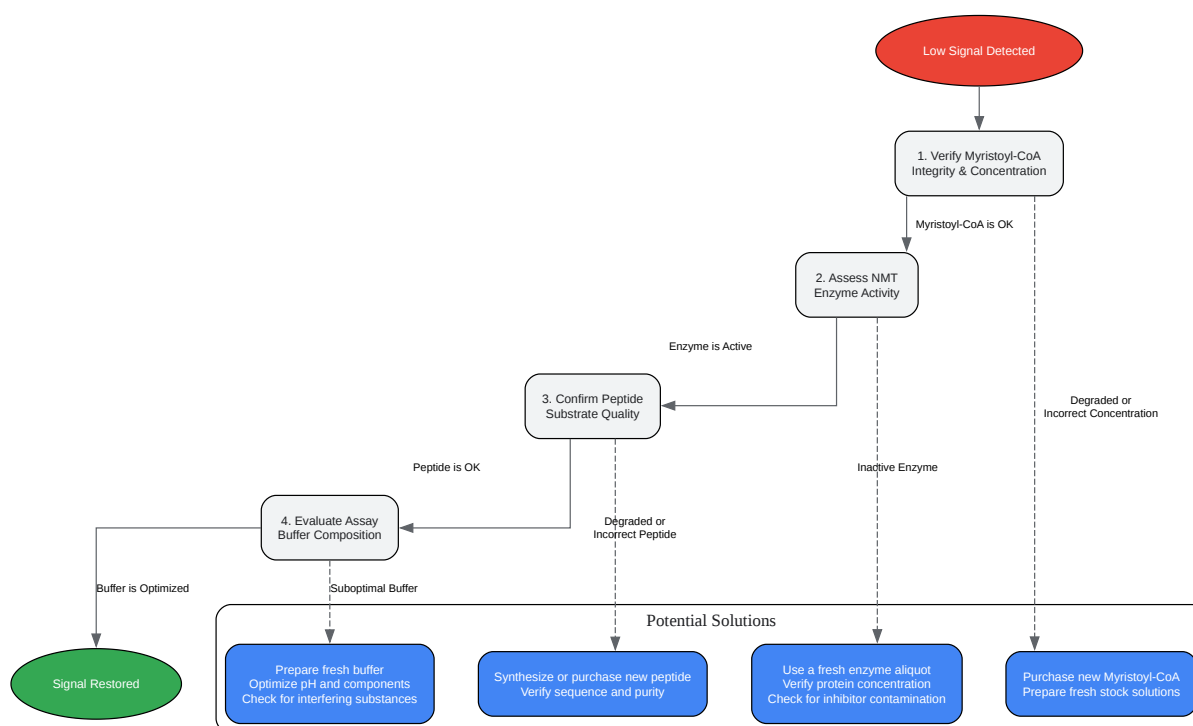 Low Signal Detected
1. Verify Myristoyl-CoA
Integrity & Concentration
Myristoyl-CoA is OK
2. Assess NMT
Enzyme Activity
Enzyme is Active
3. Confirm Peptide
Substrate Quality
Degraded or
Incorrect Concentration
Peptide is OK
Inactive Enzyme
4. Evaluate Assay
Buffer Composition
Degraded or
Incorrect Peptide
Buffer is Optimized
Suboptimal Buffer
Potential Solutions
Signal Restored
Prepare fresh buffer
Optimize pH and components
Check for interfering substances
Synthesize or purchase new peptide
Verify sequence and purity
Use a fresh enzyme aliquot
Verify protein concentration
Check for inhibitor contamination
Purchase new Myristoyl-CoA
Prepare fresh stock solutions